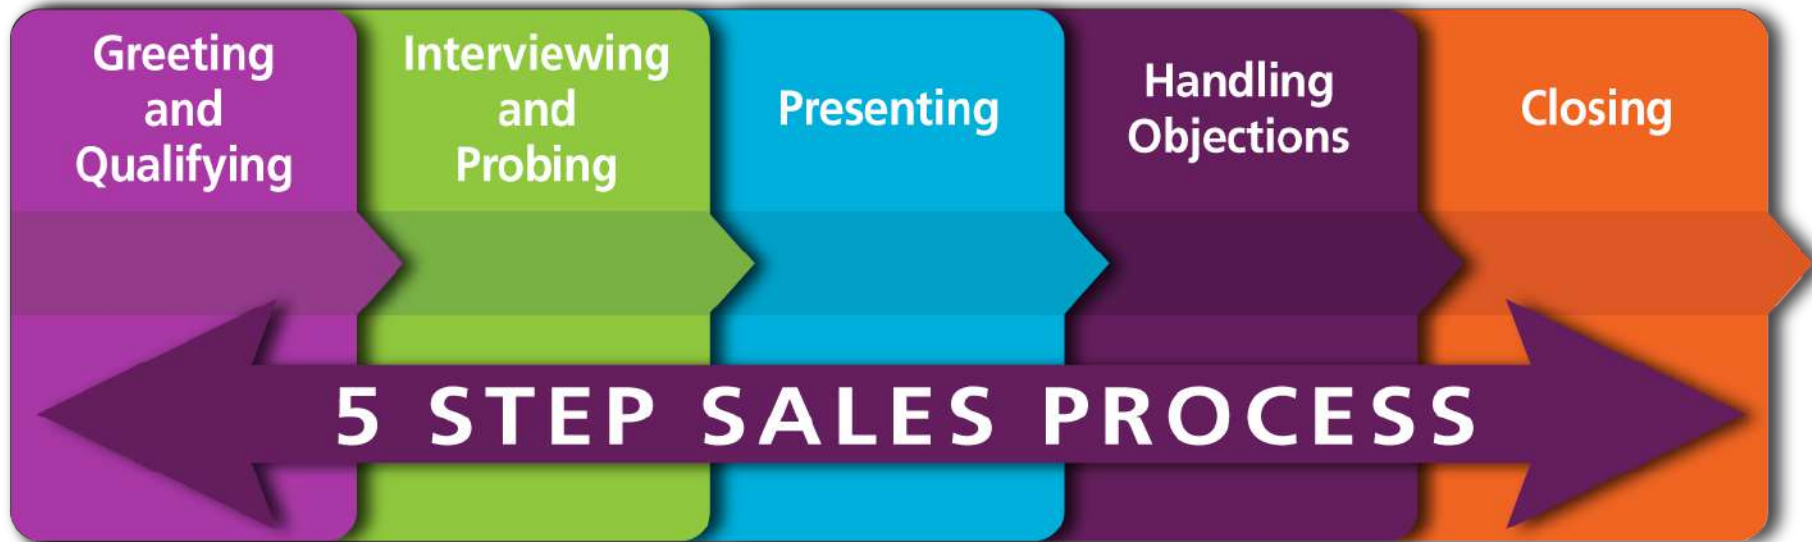 Greeting
and
Qualifying
Interviewing
and
Probing
Presenting
Handling
Objections
Closing
5 STEP SALES PROCESS